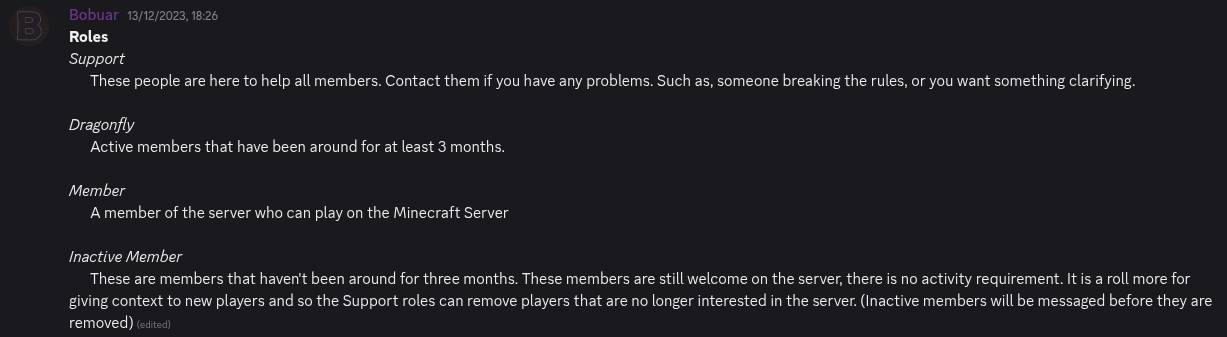 B
Bobuar 13/12/2023, 18:26
Roles
Support
These people are here to help all members. Contact them if you have any problems. Such as, someone breaking the rules, or you want something clarifying.
Dragonfly
Active members that have been around for at least 3 months.
Member
A member of the server who can play on the Minecraft Server
Inactive Member
These are members that haven't been around for three months. These members are still welcome on the server, there is no activity requirement. It is a roll more for
giving context to new players and so the Support roles can remove players that are no longer interested in the server. (Inactive members will be messaged before they are
removed) (edited)